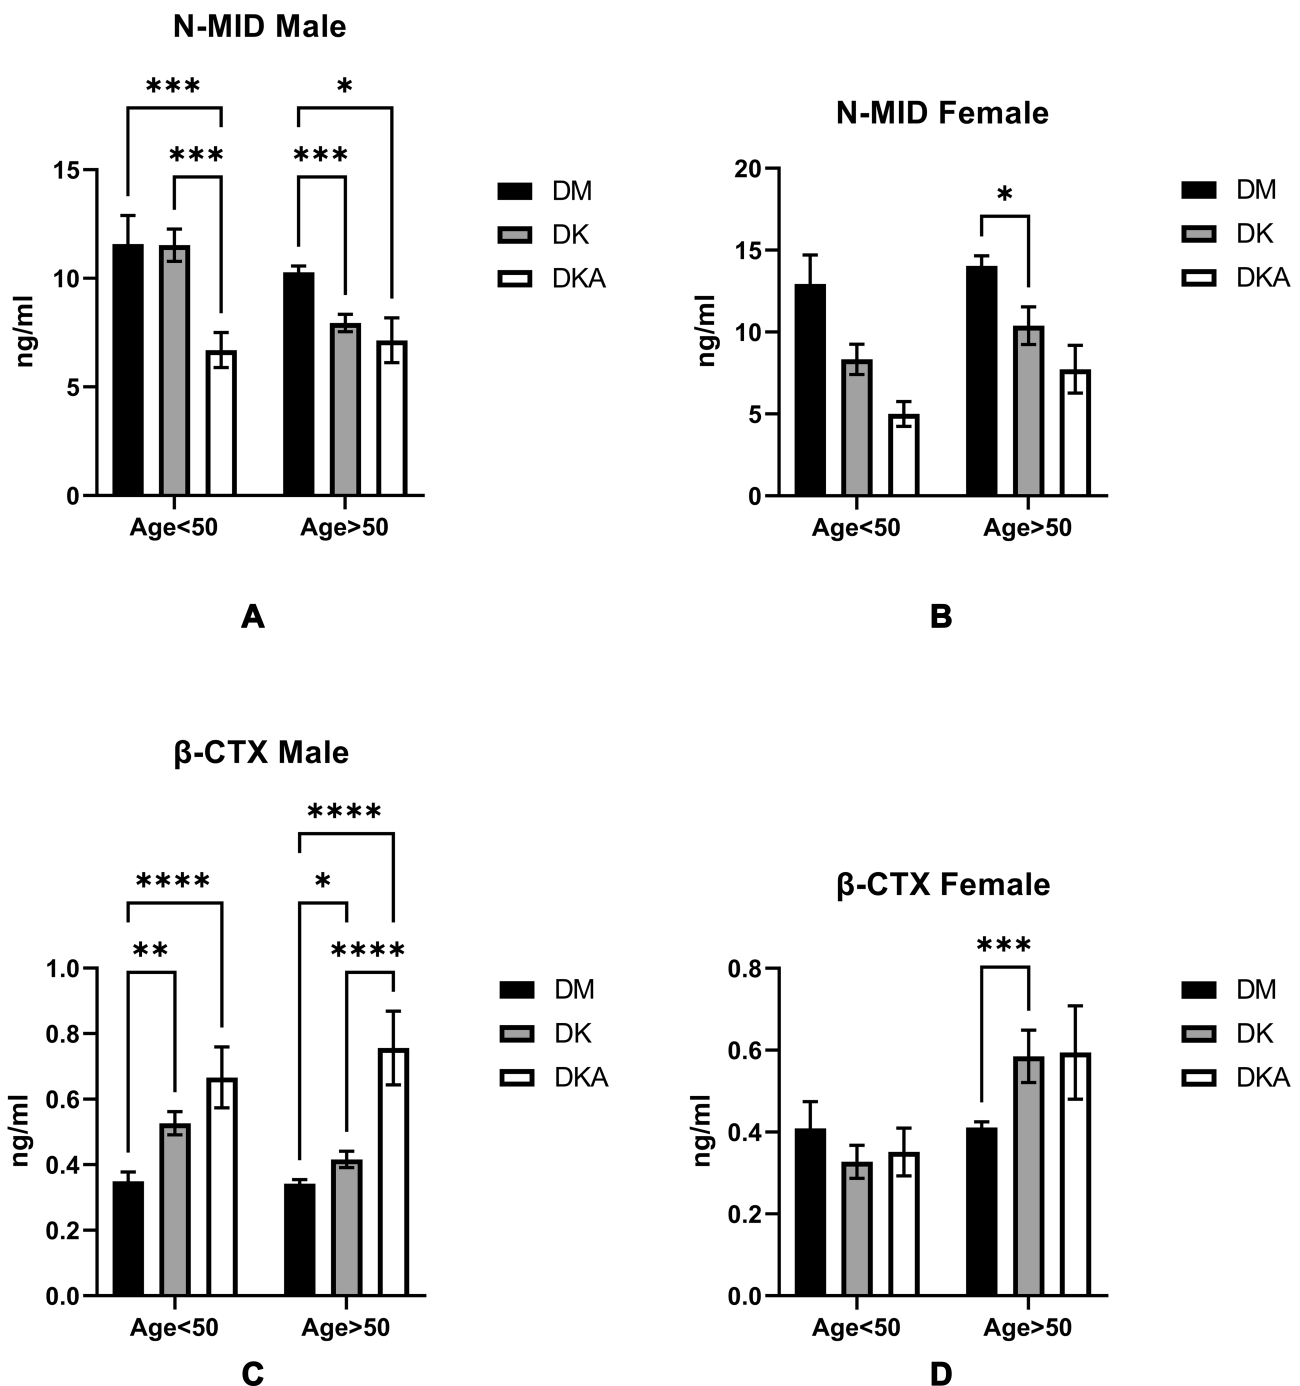 N-MID Male
***
*
***
***
15
10
5
0
ng/ml
Age<50
Age>50
DM
DK
DKA
A
N-MID Female
*
20
15
10
5
0
ng/ml
Age<50
Age>50
DM
DK
DKA
B
β-CTX Male
****
****
*
**
****
1.0
0.8
0.6
0.4
0.2
0.0
ng/ml
Age<50
Age>50
DM
DK
DKA
C
β-CTX Female
***
0.8
0.6
0.4
0.2
0.0
ng/ml
Age<50
Age>50
DM
DK
DKA
D